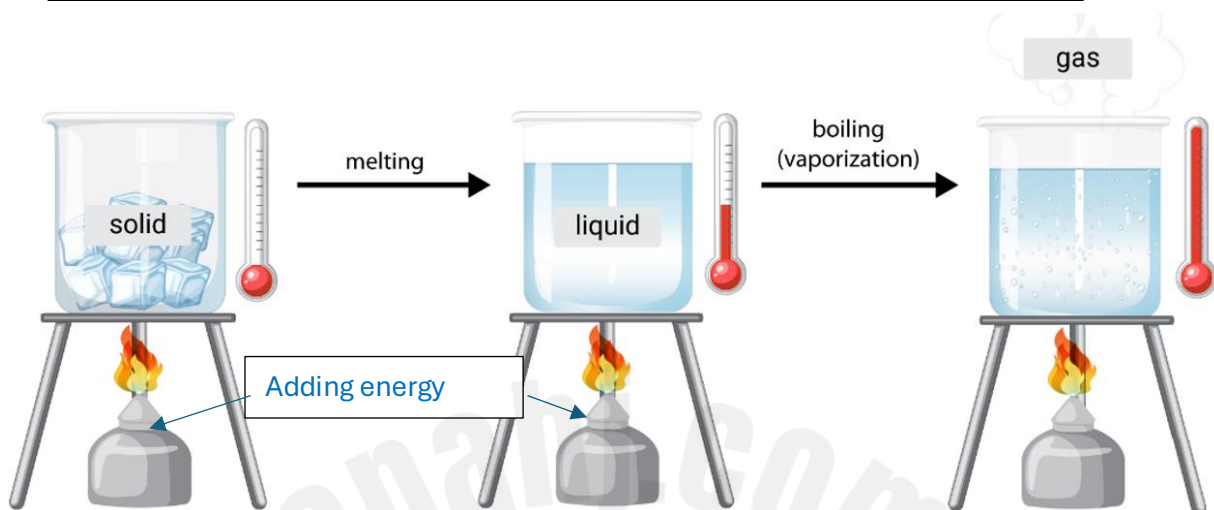 gas
boiling
(vaporization)
melting
solid
liquid
Adding energy